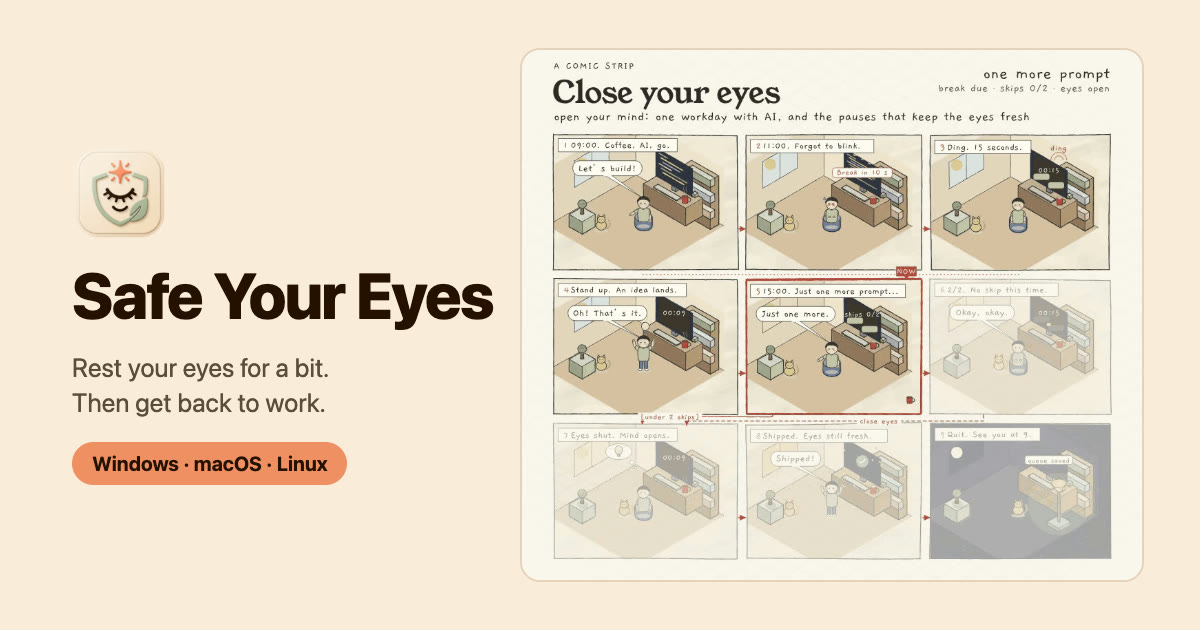 Safe Your Eyes
Rest your eyes for a bit.
Then get back to work.
Windows · macOS · Linux
A COMIC STRIP
Close your eyes
open your mind: one workday with AI, and the pauses that keep the eyes fresh
one more prompt
break due · skips 0/2 · eyes open
1 09:00. Coffee, AI, go.
Let's build!
2 11:00. Forgot to blink.
Break in 10 s
3 Ding. 15 seconds.
ding
00:15
NOW
4 Stand up. An idea lands.
Oh! That's it.
00:09
5 15:00. Just one more prompt...
Just one more.
skips 0/2
6 2/2. No skip this time.
Okay, okay.
00:15
under 2 skips
close eyes
7 Eyes shut. Mind opens.
00:09
8 Shipped. Eyes still fresh.
Shipped!
9 Quit. See you at 9.
queue saved